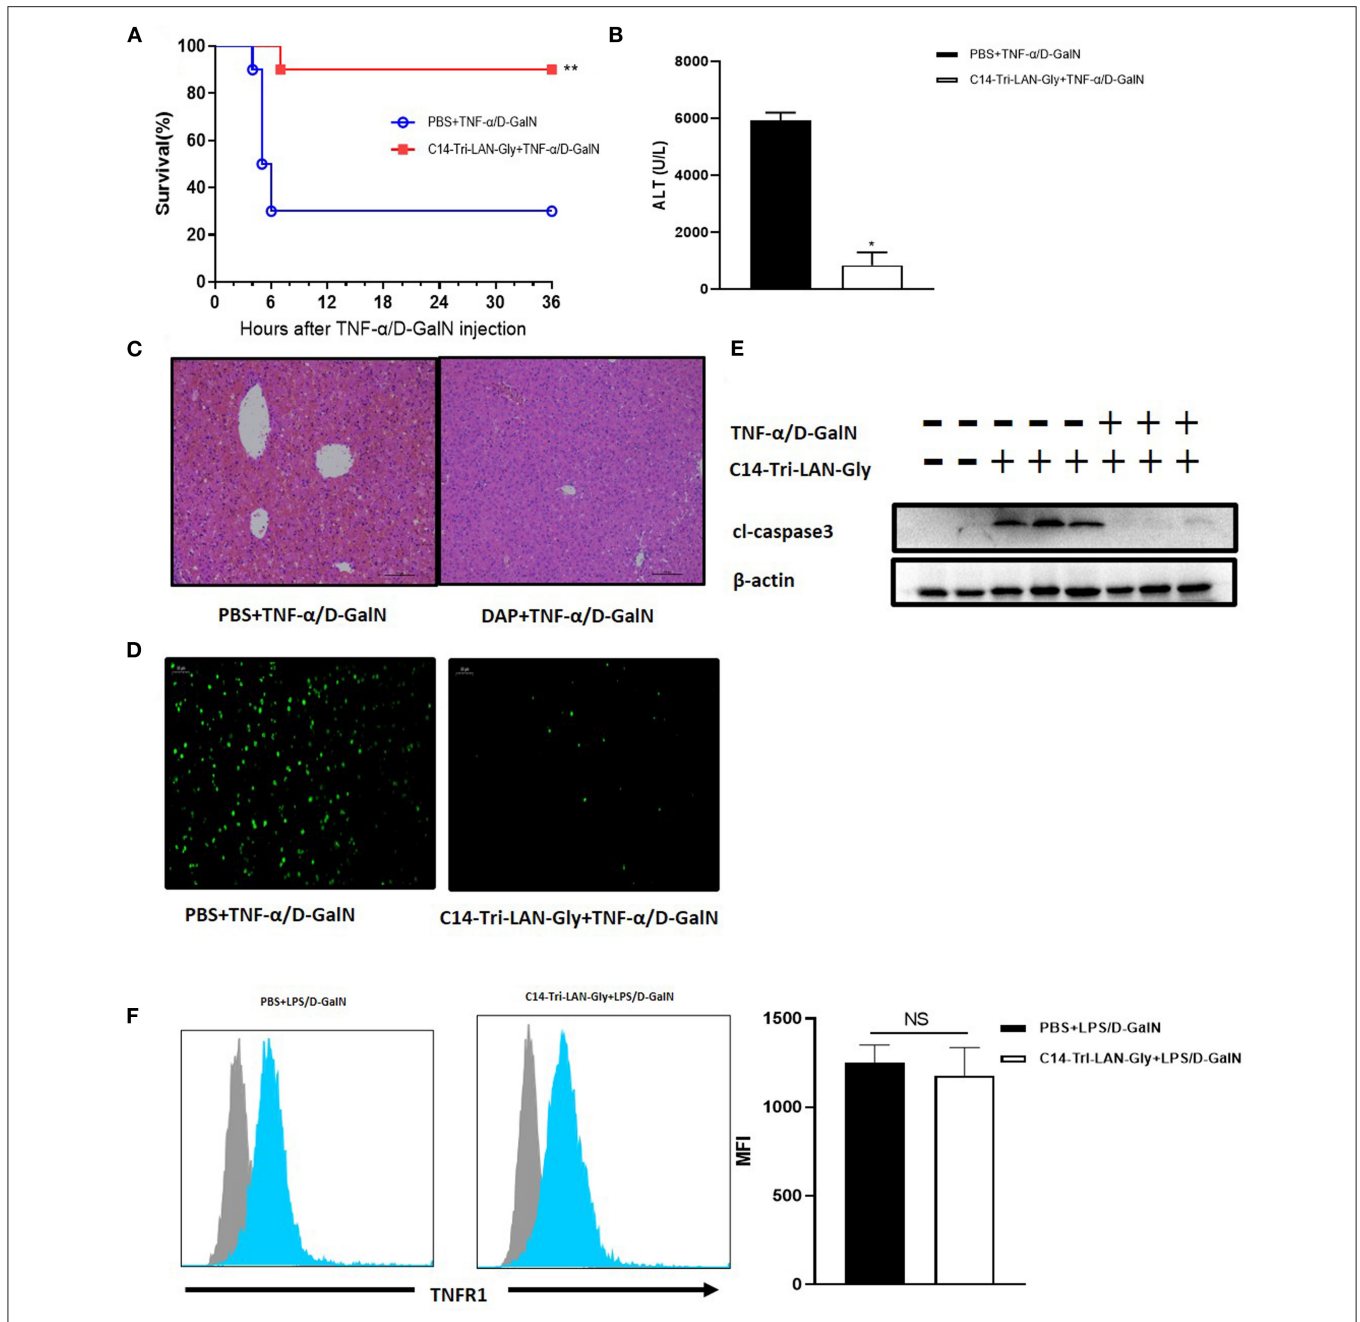 A
100
80
60
40
20
0
Survival(%)
0 6 12 18 24 30 36
Hours after TNF-α/D-GalN injection
**
PBS+TNF-α/D-GalN
C14-Tri-LAN-Gly+TNF-α/D-GalN
B
8000
6000
4000
2000
0
ALT (U/L)
*
PBS+TNF-α/D-GalN
C14-Tri-LAN-Gly+TNF-α/D-GalN
C
PBS+TNF-α/D-GalN
DAP+TNF-α/D-GalN
E
TNF-α/D-GalN - - - - - + + +
C14-Tri-LAN-Gly - - + + + + + +
cl-caspase3
β-actin
D
PBS+TNF-α/D-GalN
C14-Tri-LAN-Gly+TNF-α/D-GalN
F
PBS+LPS/D-GalN
C14-Tri-LAN-Gly+LPS/D-GalN
TNFR1
1500
1000
500
0
MFI
NS
PBS+LPS/D-GalN
C14-TrI-LAN-Gly+LPS/D-GalN